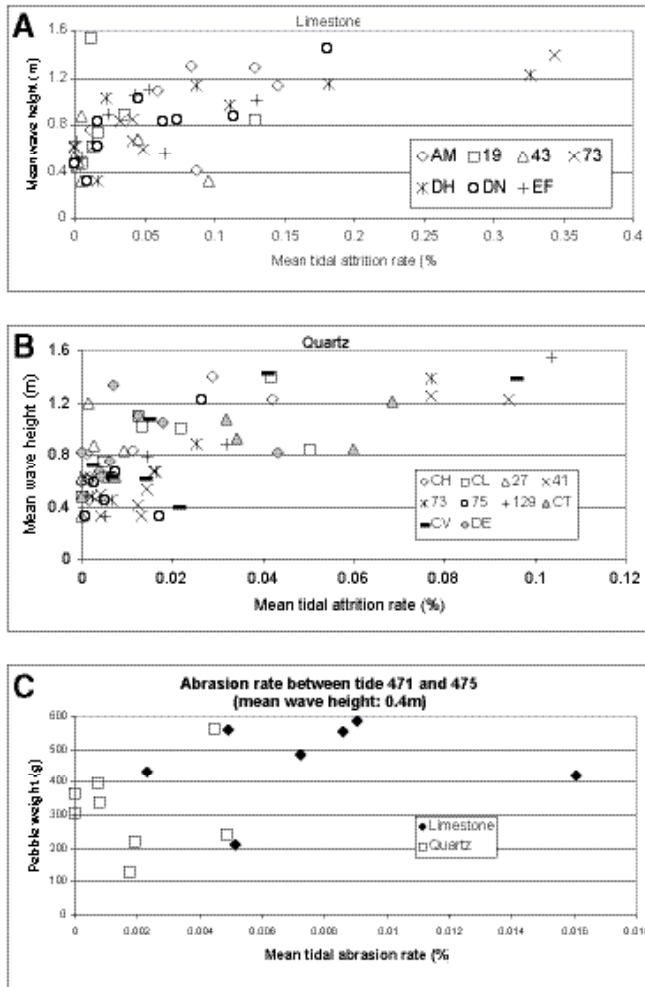 A
Limestone
Mean wave height (m)
1.6
1.2
0.8
0.4
0
0 0.05 0.1 0.15 0.2 0.25 0.3 0.35 0.4
Mean tidal attrition rate (%
AM 19 43 73
DH DN EF
B
Quartz
Mean wave height (m)
1.6
1.2
0.8
0.4
0
0 0.02 0.04 0.06 0.08 0.1 0.12
Mean tidal attrition rate (%)
CH CL 27 41
73 75 129 CT
CV DE
C
Abrasion rate between tide 471 and 475
(mean wave height: 0.4m)
Pebble weight (g)
600
500
400
300
200
100
0
0 0.002 0.004 0.006 0.008 0.01 0.012 0.014 0.016
Mean tidal abrasion rate (%
Limestone
Quartz